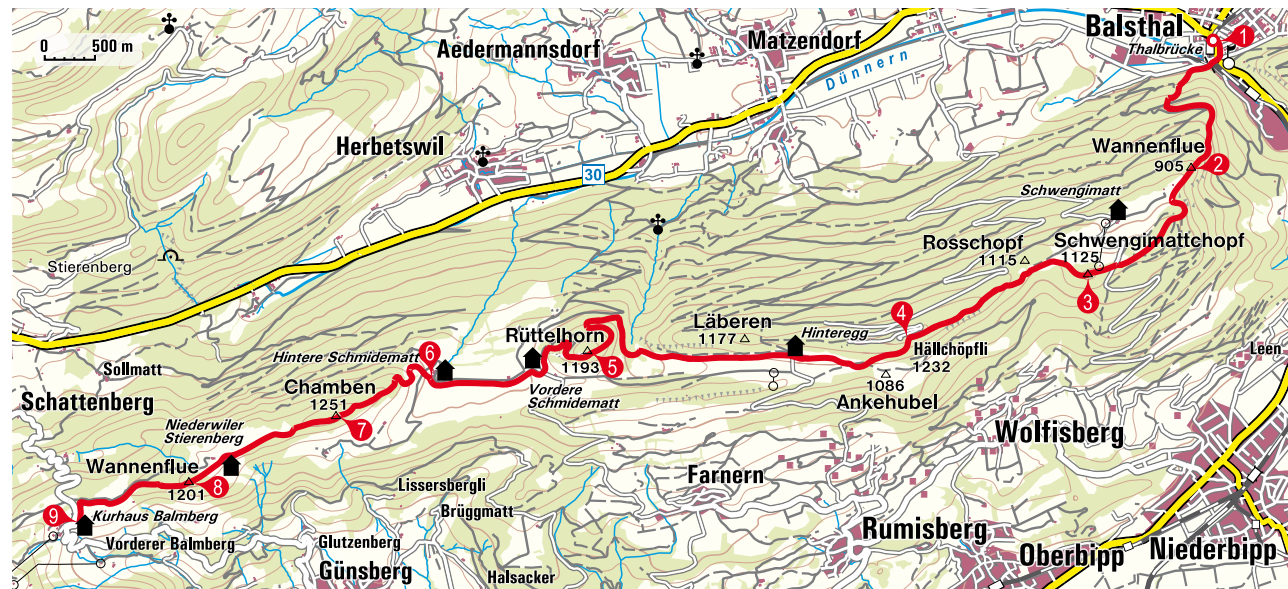 0 500 m
Aedermannsdorf
Matzendorf
Balsthal
Thalbrücke
1
Dünnern
Herbetswil
30
Wannenflue
905
2
Schwengimatt
Stierenberg
Rosschopf
1115
Schwengimattchopf
1125
3
Läberen
1177
Hinteregg
4
Hällchöpfli
1232
Rüttelhorn
1193
5
Hintere Schmidematt
6
Vordere
Schmidematt
1086
Ankehubel
Leen
Sollmatt
Schattenberg
Chamben
1251
7
Niederwiler
Stierenberg
Wolfisberg
Wannenflue
1201
8
Lissersbergli
Farnern
Brüggmatt
9
Kurhaus Balmberg
Vorderer Balmberg
Glutzenberg
Günsberg
Halsacker
Rumisberg
Oberbipp
Niederbipp